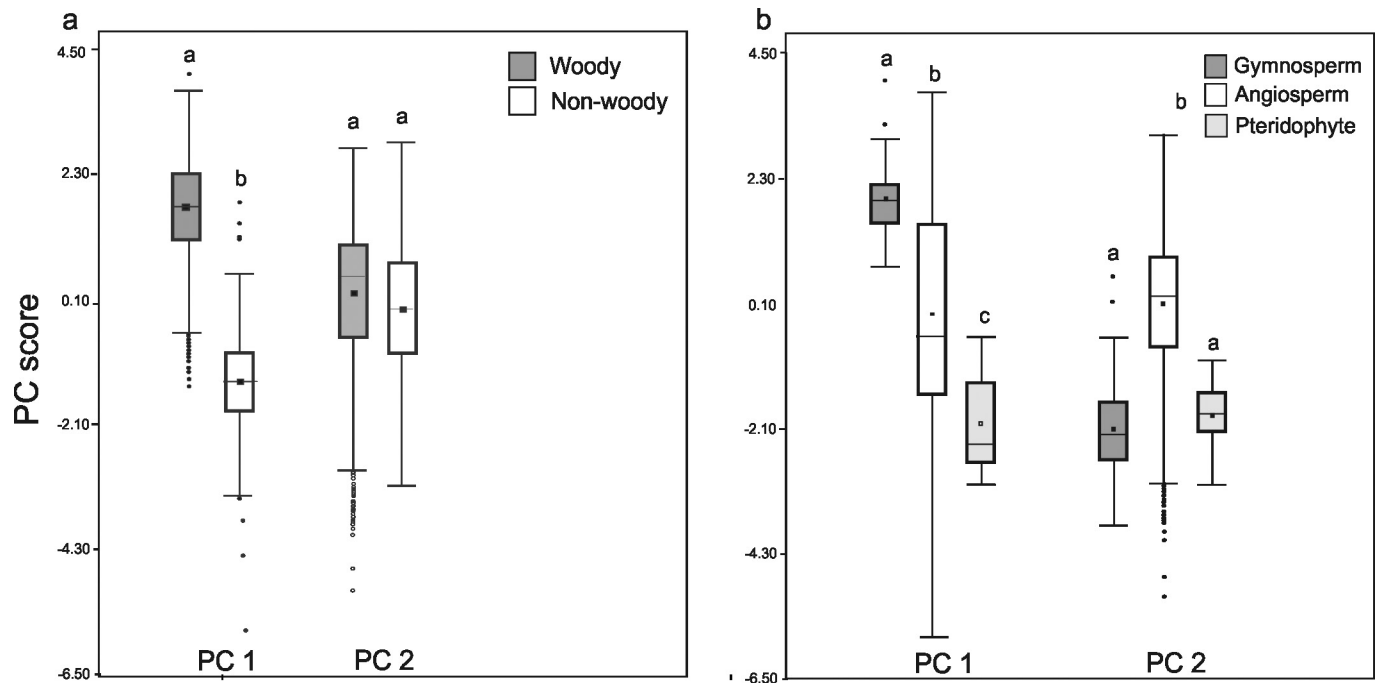 a
4.50
2.30
0.10
-2.10
-4.30
-6.50
PC score
a
b
a
a
Woody
Non-woody
PC 1
PC 2
b
4.50
2.30
0.10
-2.10
-4.30
-6.50
a
b
c
a
b
a
Gymnosperm
Angiosperm
Pteridophyte
PC 1
PC 2